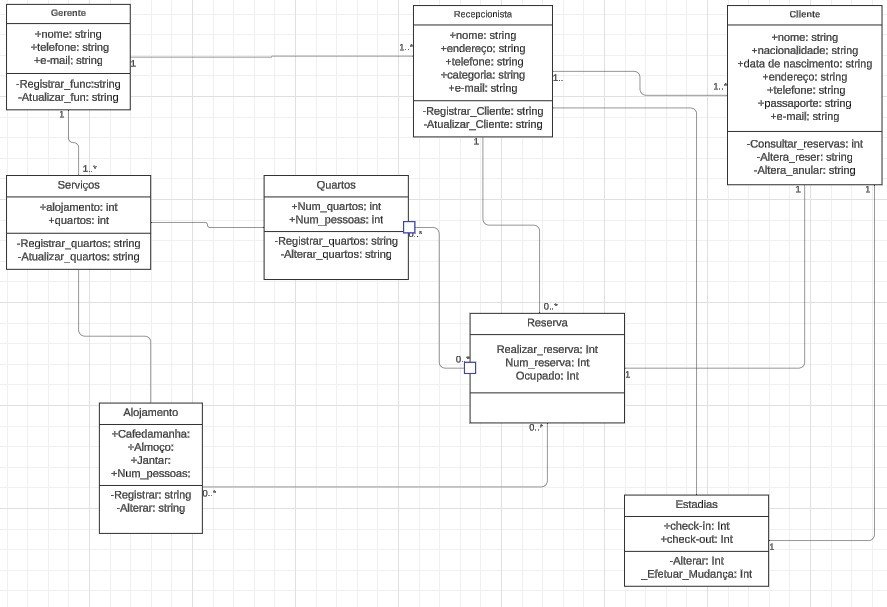 Gerente
+nome: string
+telefone: string
+e-mail: string
-Registrar_func:string
-Atualizar_fun: string
1
1
1..*
Recepcionista
+nome: string
+endereço: string
+telefone: string
+categoria: string
+e-mail: string
-Registrar_Cliente: string
-Atualizar_Cliente: string
1..
1
1..*
Cliente
+nome: string
+nacionalidade: string
+data de nascimento: string
+endereço: string
+telefone: string
+passaporte: string
+e-mail: string
-Consultar_reservas: int
-Altera_reser: string
-Altera_anular: string
1
1
1..*
Serviços
+alojamento: int
+quartos: int
-Registrar_quartos: string
-Atualizar_quartos: string
Quartos
+Num_quartos: int
+Num_pessoas: int
-Registrar_quartos: string
-Alterar_quartos: string
0..*
0..*
0..*
Reserva
Realizar_reserva: Int
Num_reserva: Int
Ocupado: Int
1
0..*
Alojamento
+Cafedamanha:
+Almoço:
+Jantar:
+Num_pessoas:
-Registrar: string
-Alterar: string
0..*
Estadias
+check-in: Int
+check-out: Int
-Alterar: Int
_Efetuar_Mudança: Int
1